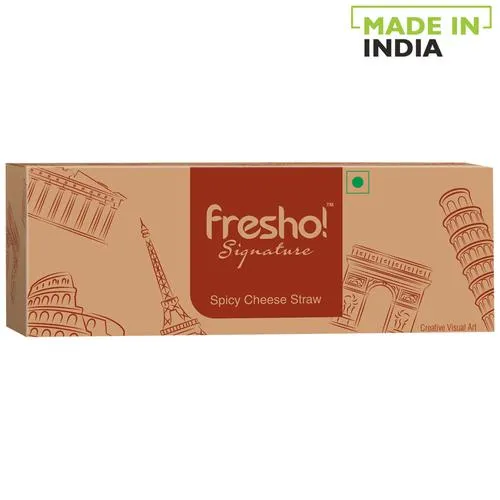 MADE IN
INDIA
fresho!™
Signature
Spicy Cheese Straw
Creative Visual Art